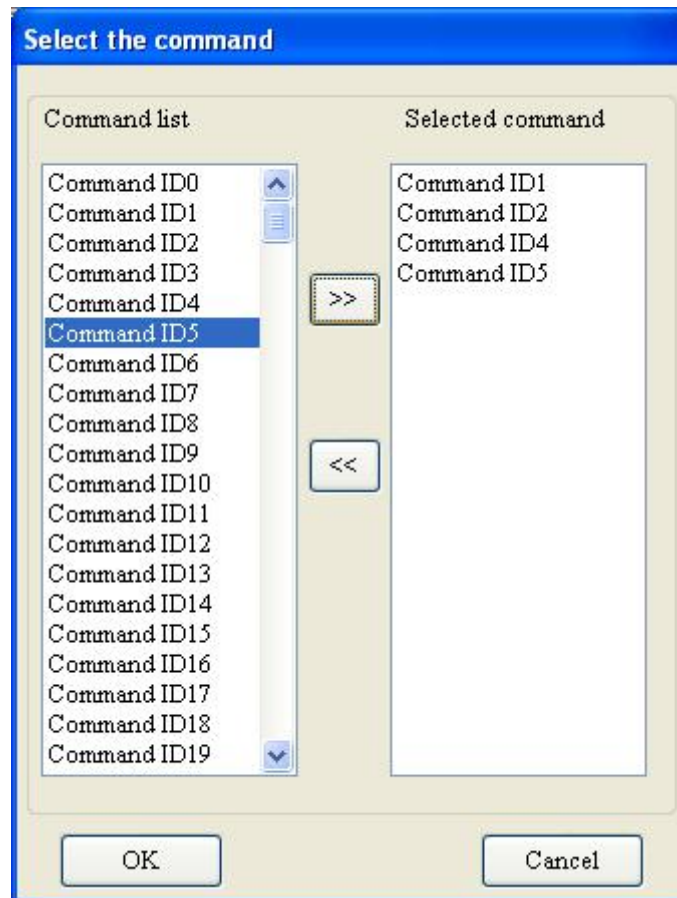 Select the command
Command list
Selected command
Command ID0
Command ID1
Command ID2
Command ID3
Command ID4
Command ID5
Command ID6
Command ID7
Command ID8
Command ID9
Command ID10
Command ID11
Command ID12
Command ID13
Command ID14
Command ID15
Command ID16
Command ID17
Command ID18
Command ID19
>>
<<
Command ID1
Command ID2
Command ID4
Command ID5
OK
Cancel